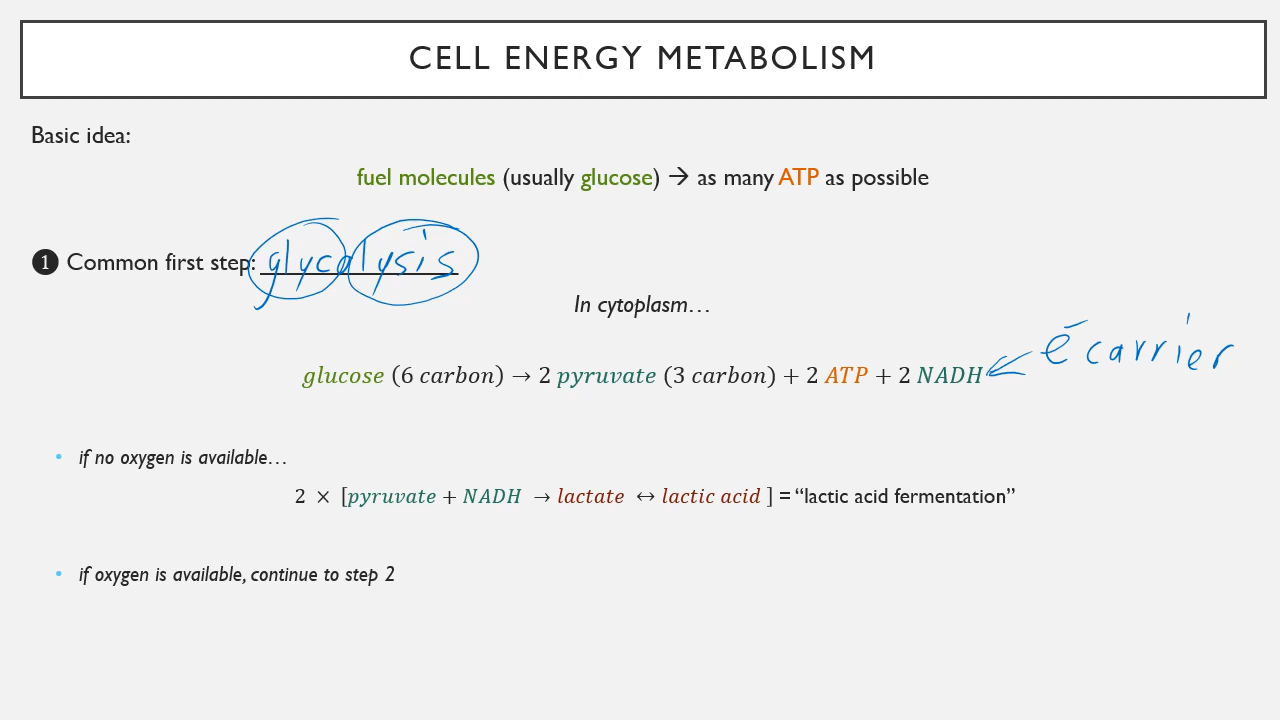 CELL ENERGY METABOLISM
Basic idea:
fuel molecules (usually glucose) → as many ATP as possible
❶ Common first step: glycolysis
In cytoplasm…
e̅ carrier
glucose (6 carbon) → 2 pyruvate (3 carbon) + 2 ATP + 2 NADH
• if no oxygen is available…
2 × [pyruvate + NADH → lactate ↔ lactic acid ] = “lactic acid fermentation”
• if oxygen is available, continue to step 2